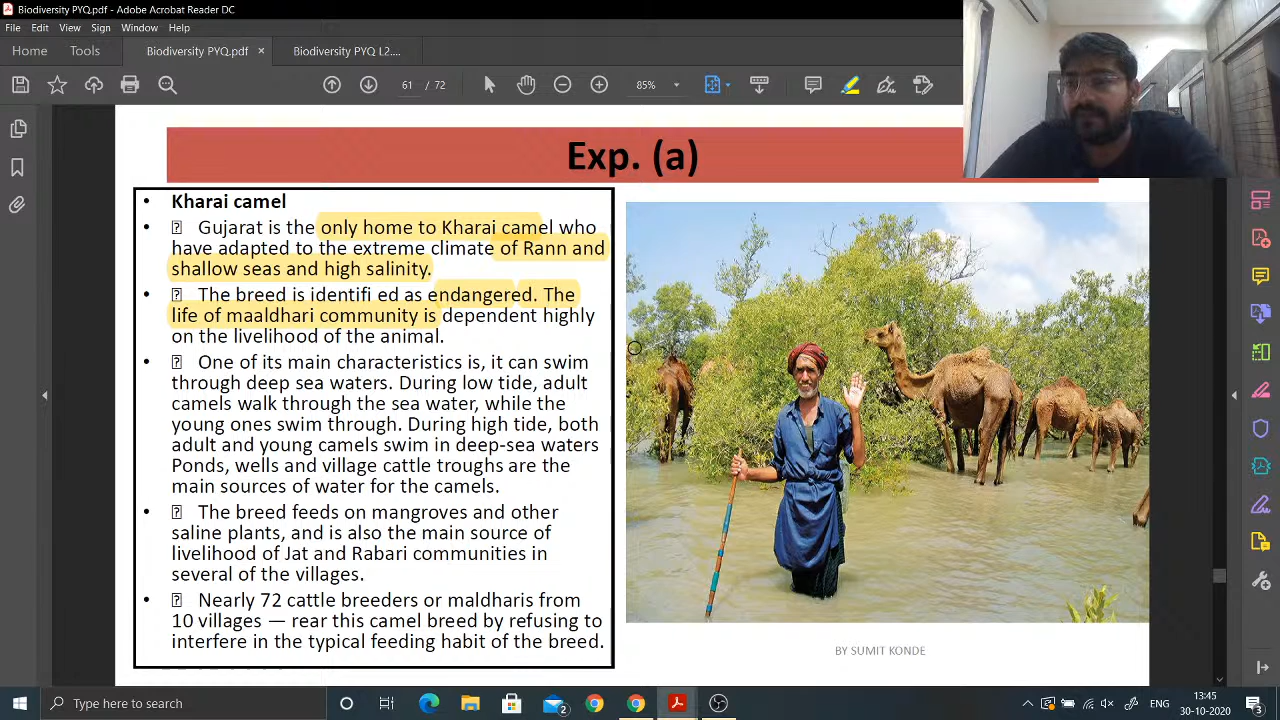 Biodiversity PYQ.pdf - Adobe Acrobat Reader DC
File Edit View Sign Window Help
Home Tools Biodiversity PYQ.pdf × Biodiversity PYQ L2....
61 / 72 85%
Exp. (a)
• Kharai camel
• Gujarat is the only home to Kharai camel who
have adapted to the extreme climate of Rann and
shallow seas and high salinity.
• The breed is identifi ed as endangered. The
life of maaldhari community is dependent highly
on the livelihood of the animal.
• One of its main characteristics is, it can swim
through deep sea waters. During low tide, adult
camels walk through the sea water, while the
young ones swim through. During high tide, both
adult and young camels swim in deep-sea waters
Ponds, wells and village cattle troughs are the
main sources of water for the camels.
• The breed feeds on mangroves and other
saline plants, and is also the main source of
livelihood of Jat and Rabari communities in
several of the villages.
• Nearly 72 cattle breeders or maldharis from
10 villages — rear this camel breed by refusing to
interfere in the typical feeding habit of the breed.
BY SUMIT KONDE
Type here to search
2
ENG
13:45
30-10-2020
3